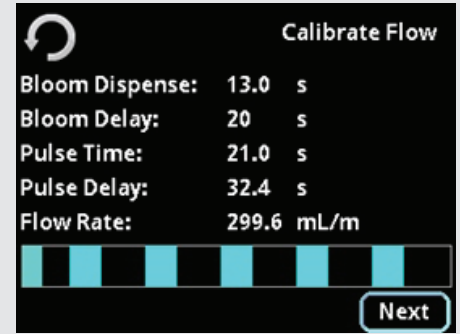 Calibrate Flow
Bloom Dispense: 13.0 s
Bloom Delay: 20 s
Pulse Time: 21.0 s
Pulse Delay: 32.4 s
Flow Rate: 299.6 mL/m
Next